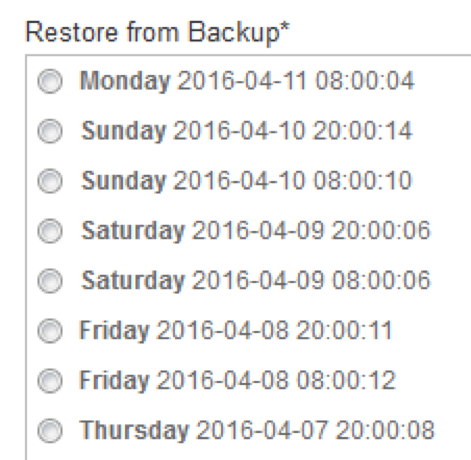 Restore from Backup*
Monday 2016-04-11 08:00:04
Sunday 2016-04-10 20:00:14
Sunday 2016-04-10 08:00:10
Saturday 2016-04-09 20:00:06
Saturday 2016-04-09 08:00:06
Friday 2016-04-08 20:00:11
Friday 2016-04-08 08:00:12
Thursday 2016-04-07 20:00:08